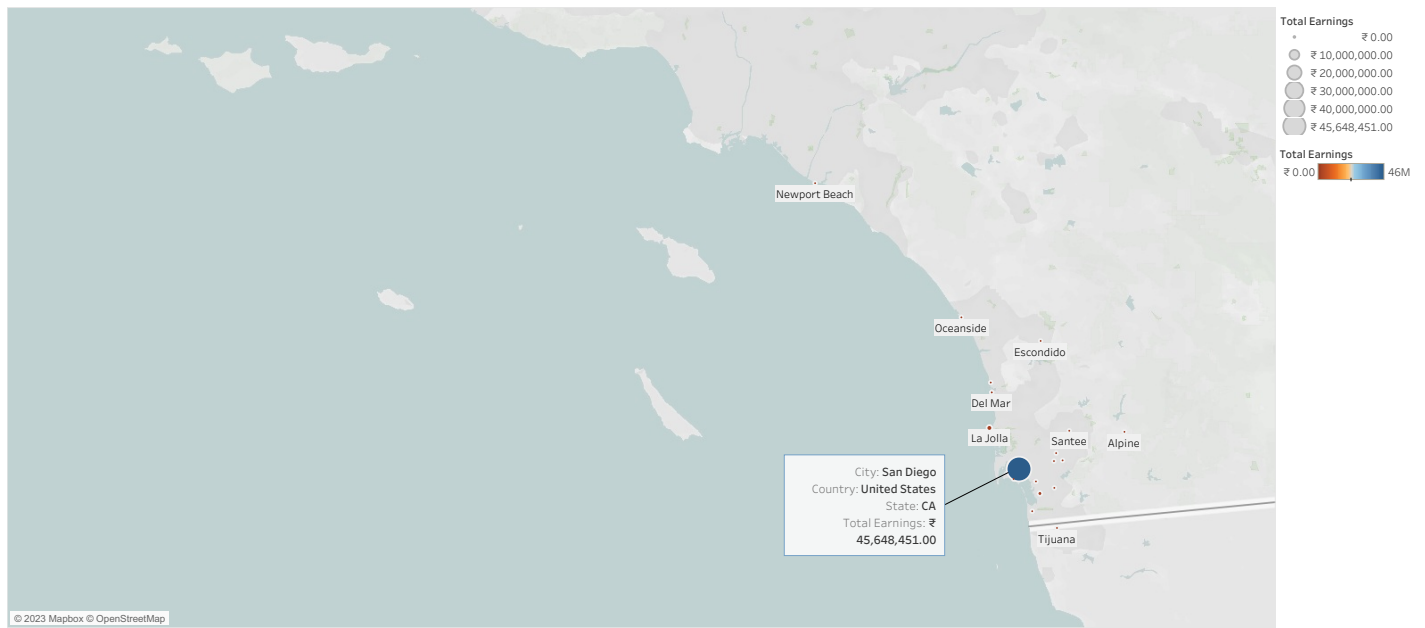 Newport Beach
Oceanside
Escondido
Del Mar
La Jolla
Santee
Alpine
City: San Diego
Country: United States
State: CA
Total Earnings: ₹
45,648,451.00
Tijuana
© 2023 Mapbox © OpenStreetMap
Total Earnings
₹ 0.00
₹ 10,000,000.00
₹ 20,000,000.00
₹ 30,000,000.00
₹ 40,000,000.00
₹ 45,648,451.00
Total Earnings
₹ 0.00 46M